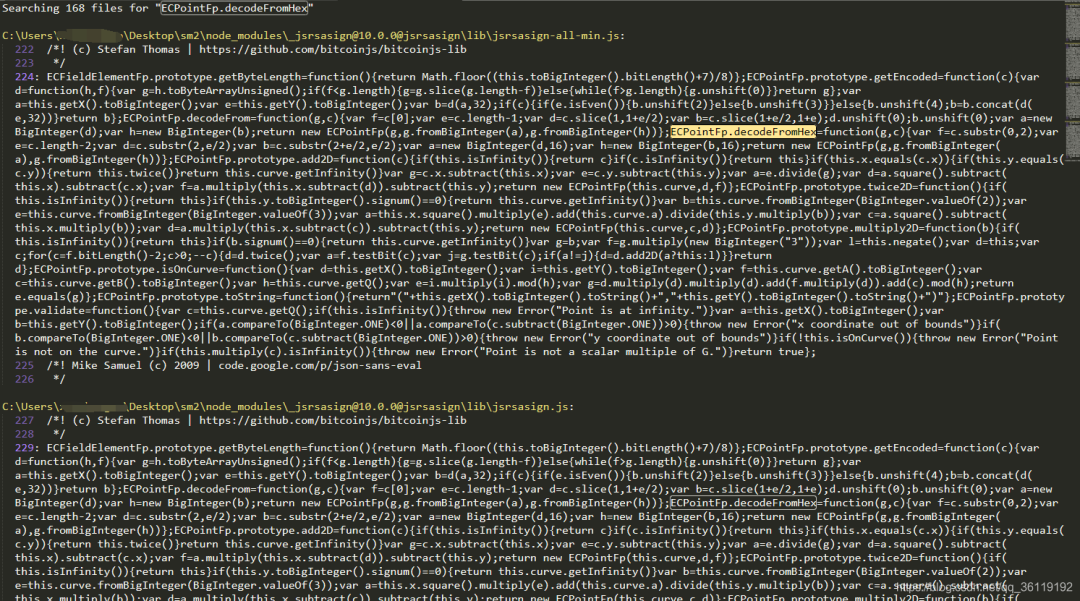 Searching 168 files for "ECPointFp.decodeFromHex"
C:\Users\ \Desktop\sm2\node_modules\_jsrsasign@10.0.0@jsrsasign\lib\jsrsasign-all-min.js:
222 /*! (c) Stefan Thomas | https://github.com/bitcoinjs/bitcoinjs-lib
223 */
224: ECFieldElementFp.prototype.getByteLength=function(){return Math.floor((this.toBigInteger().bitLength()+7)/8)};ECPointFp.prototype.getEncoded=function(c){var
d=function(h,f){var g=h.toByteArrayUnsigned();if(f<g.length){g=g.slice(g.length-f)}else{while(f>g.length){g.unshift(0)}}return g};var
a=this.getX().toBigInteger();var e=this.getY().toBigInteger();var b=d(a,32);if(c){if(e.isEven()){b.unshift(2)}else{b.unshift(3)}}else{b.unshift(4);b=b.concat(d(
e,32))}return b};ECPointFp.decodeFrom=function(g,c){var f=c[0];var e=c.length-1;var d=c.slice(1,1+e/2);var b=c.slice(1+e/2,1+e);d.unshift(0);b.unshift(0);var a=new
BigInteger(d);var h=new BigInteger(b);return new ECPointFp(g,g.fromBigInteger(a),g.fromBigInteger(h))};ECPointFp.decodeFromHex=function(g,c){var f=c.substr(0,2);var
e=c.length-2;var d=c.substr(2,e/2);var b=c.substr(2+e/2,e/2);var a=new BigInteger(d,16);var h=new BigInteger(b,16);return new ECPointFp(g,g.fromBigInteger(
a),g.fromBigInteger(h))};ECPointFp.prototype.add2D=function(c){if(this.isInfinity()){return c}if(c.isInfinity()){return this}if(this.x.equals(c.x)){if(this.y.equals(
c.y)){return this.twice()}return this.curve.getInfinity()}var g=c.x.subtract(this.x);var e=c.y.subtract(this.y);var a=e.divide(g);var d=a.square().subtract(
this.x).subtract(c.x);var f=a.multiply(this.x.subtract(d)).subtract(this.y);return new ECPointFp(this.curve,d,f)};ECPointFp.prototype.twice2D=function(){if(
this.isInfinity()){return this}if(this.y.toBigInteger().signum()==0){return this.curve.getInfinity()}var b=this.curve.fromBigInteger(BigInteger.valueOf(2));var
e=this.curve.fromBigInteger(BigInteger.valueOf(3));var a=this.x.square().multiply(e).add(this.curve.a).divide(this.y.multiply(b));var c=a.square().subtract(
this.x.multiply(b));var d=a.multiply(this.x.subtract(c)).subtract(this.y);return new ECPointFp(this.curve,c,d)};ECPointFp.prototype.multiply2D=function(b){if(
this.isInfinity()){return this}if(b.signum()==0){return this.curve.getInfinity()}var g=b;var f=g.multiply(new BigInteger("3"));var l=this.negate();var d=this;var
c;for(c=f.bitLength()-2;c>0;--c){d=d.twice();var a=f.testBit(c);var j=g.testBit(c);if(a!=j){d=d.add2D(a?this:l)}}return
d};ECPointFp.prototype.isOnCurve=function(){var d=this.getX().toBigInteger();var i=this.getY().toBigInteger();var f=this.curve.getA().toBigInteger();var
c=this.curve.getB().toBigInteger();var h=this.curve.getQ();var e=i.multiply(i).mod(h);var g=d.multiply(d).multiply(d).add(f.multiply(d)).add(c).mod(h);return
e.equals(g)};ECPointFp.prototype.toString=function(){return"("+this.getX().toBigInteger().toString()+","+this.getY().toBigInteger().toString()+")"};ECPointFp.protot
ype.validate=function(){var c=this.curve.getQ();if(this.isInfinity()){throw new Error("Point is at infinity.")}var a=this.getX().toBigInteger();var
b=this.getY().toBigInteger();if(a.compareTo(BigInteger.ONE)<0||a.compareTo(c.subtract(BigInteger.ONE))>0){throw new Error("x coordinate out of bounds")}if(
b.compareTo(BigInteger.ONE)<0||b.compareTo(c.subtract(BigInteger.ONE))>0){throw new Error("y coordinate out of bounds")}if(!this.isOnCurve()){throw new Error("Point
is not on the curve.")}if(this.multiply(c).isInfinity()){throw new Error("Point is not a scalar multiple of G.")}return true};
225 /*! Mike Samuel (c) 2009 | code.google.com/p/json-sans-eval
226 */
C:\Users\ \Desktop\sm2\node_modules\_jsrsasign@10.0.0@jsrsasign\lib\jsrsasign.js:
227 /*! (c) Stefan Thomas | https://github.com/bitcoinjs/bitcoinjs-lib
228 */
229: ECFieldElementFp.prototype.getByteLength=function(){return Math.floor((this.toBigInteger().bitLength()+7)/8)};ECPointFp.prototype.getEncoded=function(c){var
d=function(h,f){var g=h.toByteArrayUnsigned();if(f<g.length){g=g.slice(g.length-f)}else{while(f>g.length){g.unshift(0)}}return g};var
a=this.getX().toBigInteger();var e=this.getY().toBigInteger();var b=d(a,32);if(c){if(e.isEven()){b.unshift(2)}else{b.unshift(3)}}else{b.unshift(4);b=b.concat(d(
e,32))}return b};ECPointFp.decodeFrom=function(g,c){var f=c[0];var e=c.length-1;var d=c.slice(1,1+e/2);var b=c.slice(1+e/2,1+e);d.unshift(0);b.unshift(0);var a=new
BigInteger(d);var h=new BigInteger(b);return new ECPointFp(g,g.fromBigInteger(a),g.fromBigInteger(h))};ECPointFp.decodeFromHex=function(g,c){var f=c.substr(0,2);var
e=c.length-2;var d=c.substr(2,e/2);var b=c.substr(2+e/2,e/2);var a=new BigInteger(d,16);var h=new BigInteger(b,16);return new ECPointFp(g,g.fromBigInteger(
a),g.fromBigInteger(h))};ECPointFp.prototype.add2D=function(c){if(this.isInfinity()){return c}if(c.isInfinity()){return this}if(this.x.equals(c.x)){if(this.y.equals(
c.y)){return this.twice()}return this.curve.getInfinity()}var g=c.x.subtract(this.x);var e=c.y.subtract(this.y);var a=e.divide(g);var d=a.square().subtract(
this.x).subtract(c.x);var f=a.multiply(this.x.subtract(d)).subtract(this.y);return new ECPointFp(this.curve,d,f)};ECPointFp.prototype.twice2D=function(){if(
this.isInfinity()){return this}if(this.y.toBigInteger().signum()==0){return this.curve.getInfinity()}var b=this.curve.fromBigInteger(BigInteger.valueOf(2));var
e=this.curve.fromBigInteger(BigInteger.valueOf(3));var a=this.x.square().multiply(e).add(this.curve.a).divide(this.y.multiply(b));var c=a.square().subtract(
this.x.multiply(b));var d=a.multiply(this.x.subtract(c)).subtract(this.y);return new ECPointFp(this.curve,c,d)};ECPointFp.prototype.multiply2D=function(b){if(
https://blog.csdn.net/qq_36119192